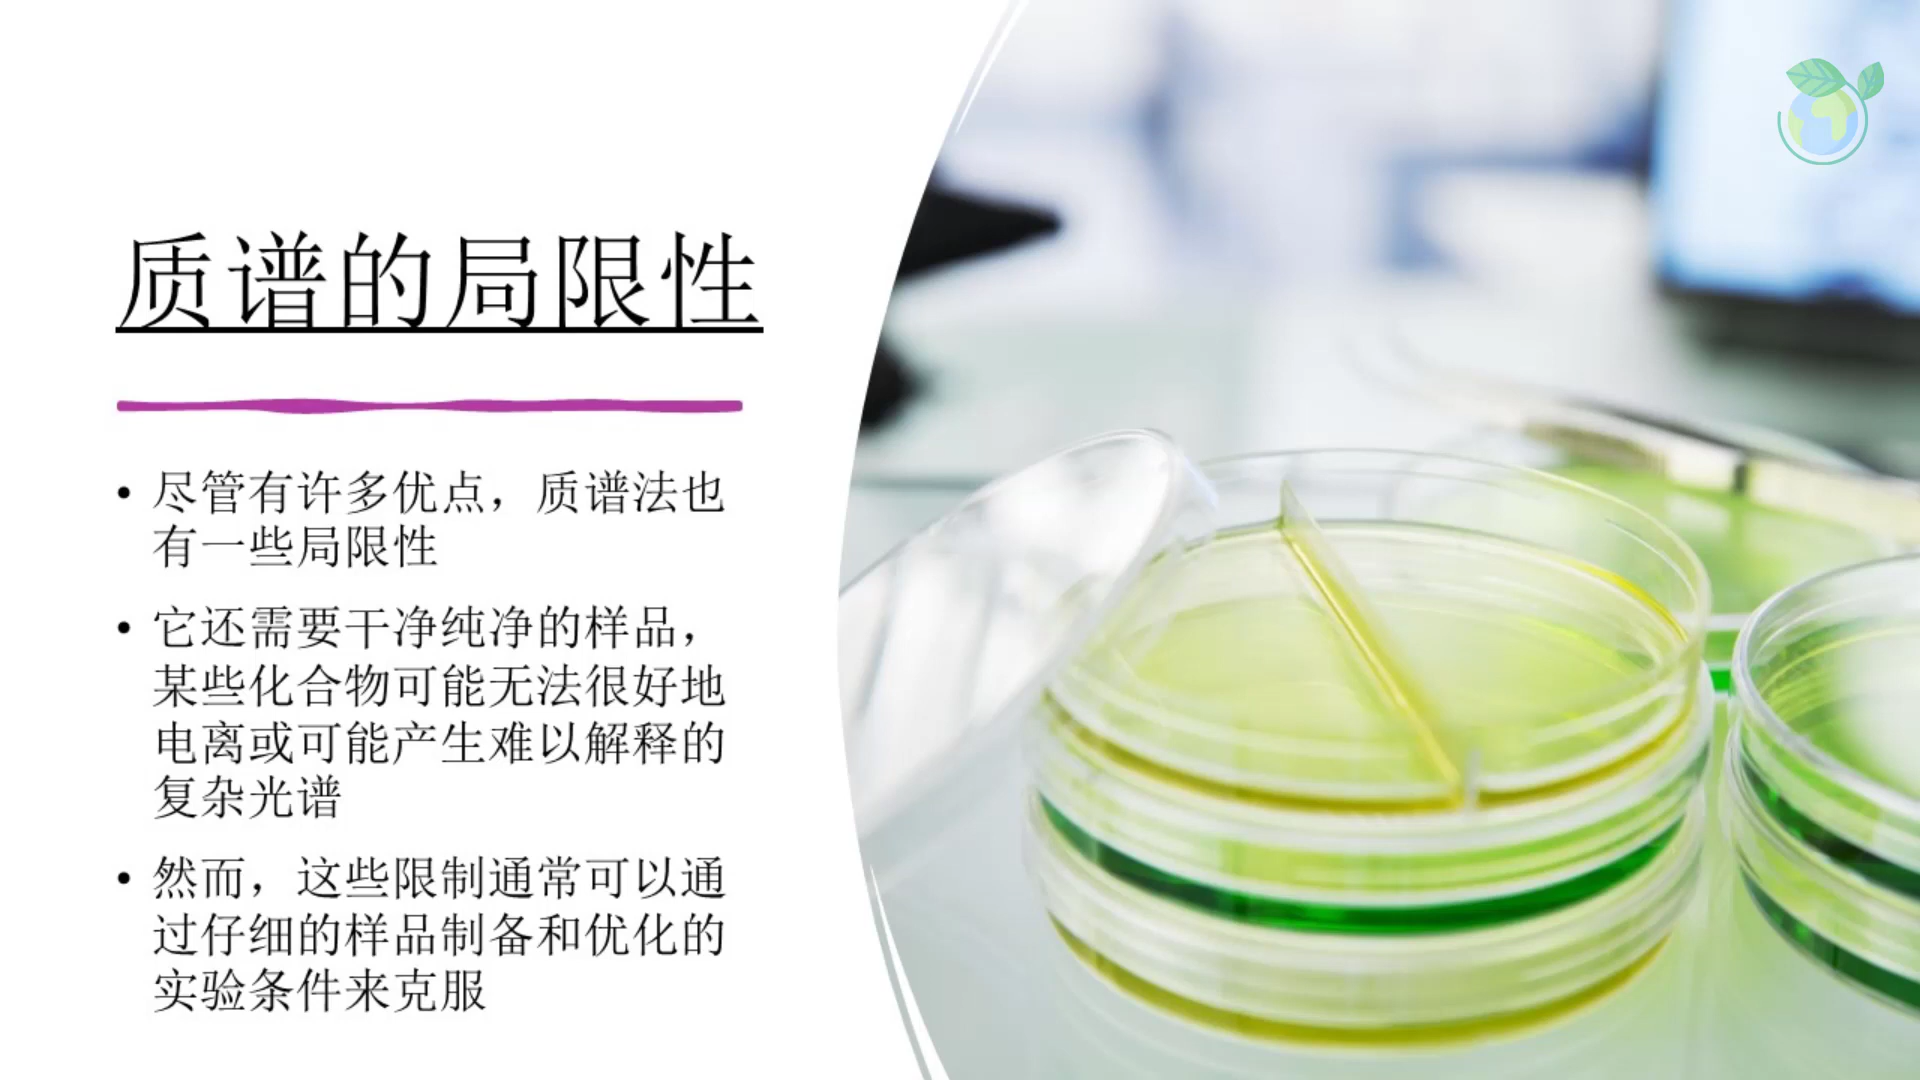 质谱的局限性
• 尽管有许多优点，质谱法也
有一些局限性
• 它还需要干净纯净的样品，
某些化合物可能无法很好地
电离或可能产生难以解释的
复杂光谱
• 然而，这些限制通常可以通
过仔细的样品制备和优化的
实验条件来克服